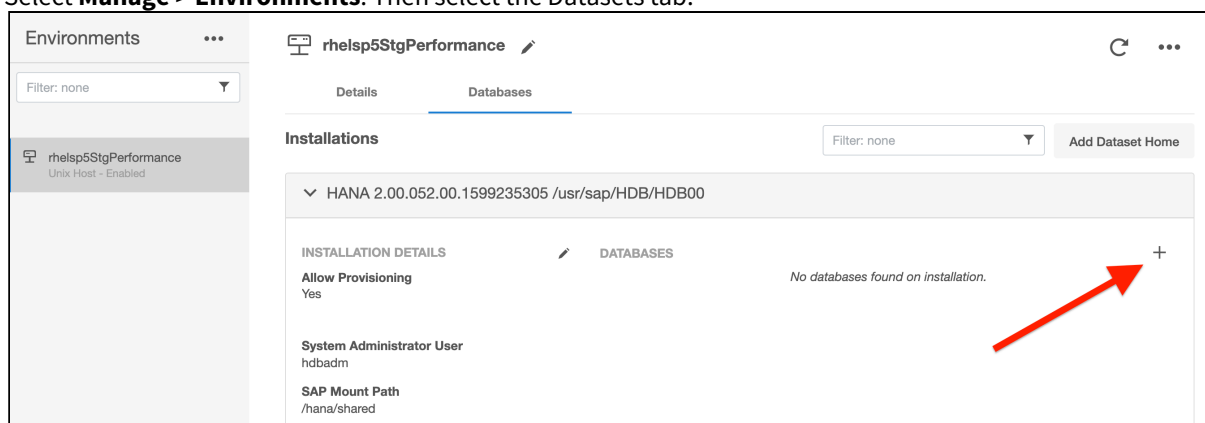 Select Manage > Environments. Then select the Datasets tab.
Environments
Filter: none
rhelsp5StgPerformance
Unix Host - Enabled
rhelsp5StgPerformance
Details
Databases
Installations
Filter: none
Add Dataset Home
HANA 2.00.052.00.1599235305 /usr/sap/HDB/HDB00
INSTALLATION DETAILS
DATABASES
Allow Provisioning
Yes
No databases found on installation.
System Administrator User
hdbadm
SAP Mount Path
/hana/shared